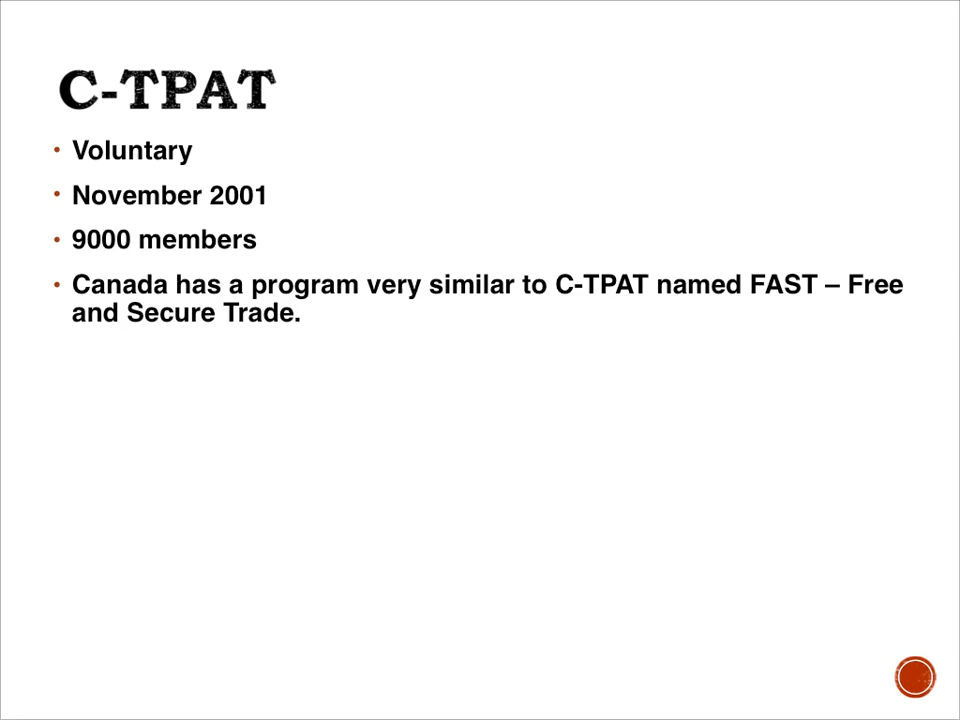 C-TPAT
• Voluntary
• November 2001
• 9000 members
• Canada has a program very similar to C-TPAT named FAST – Free
and Secure Trade.